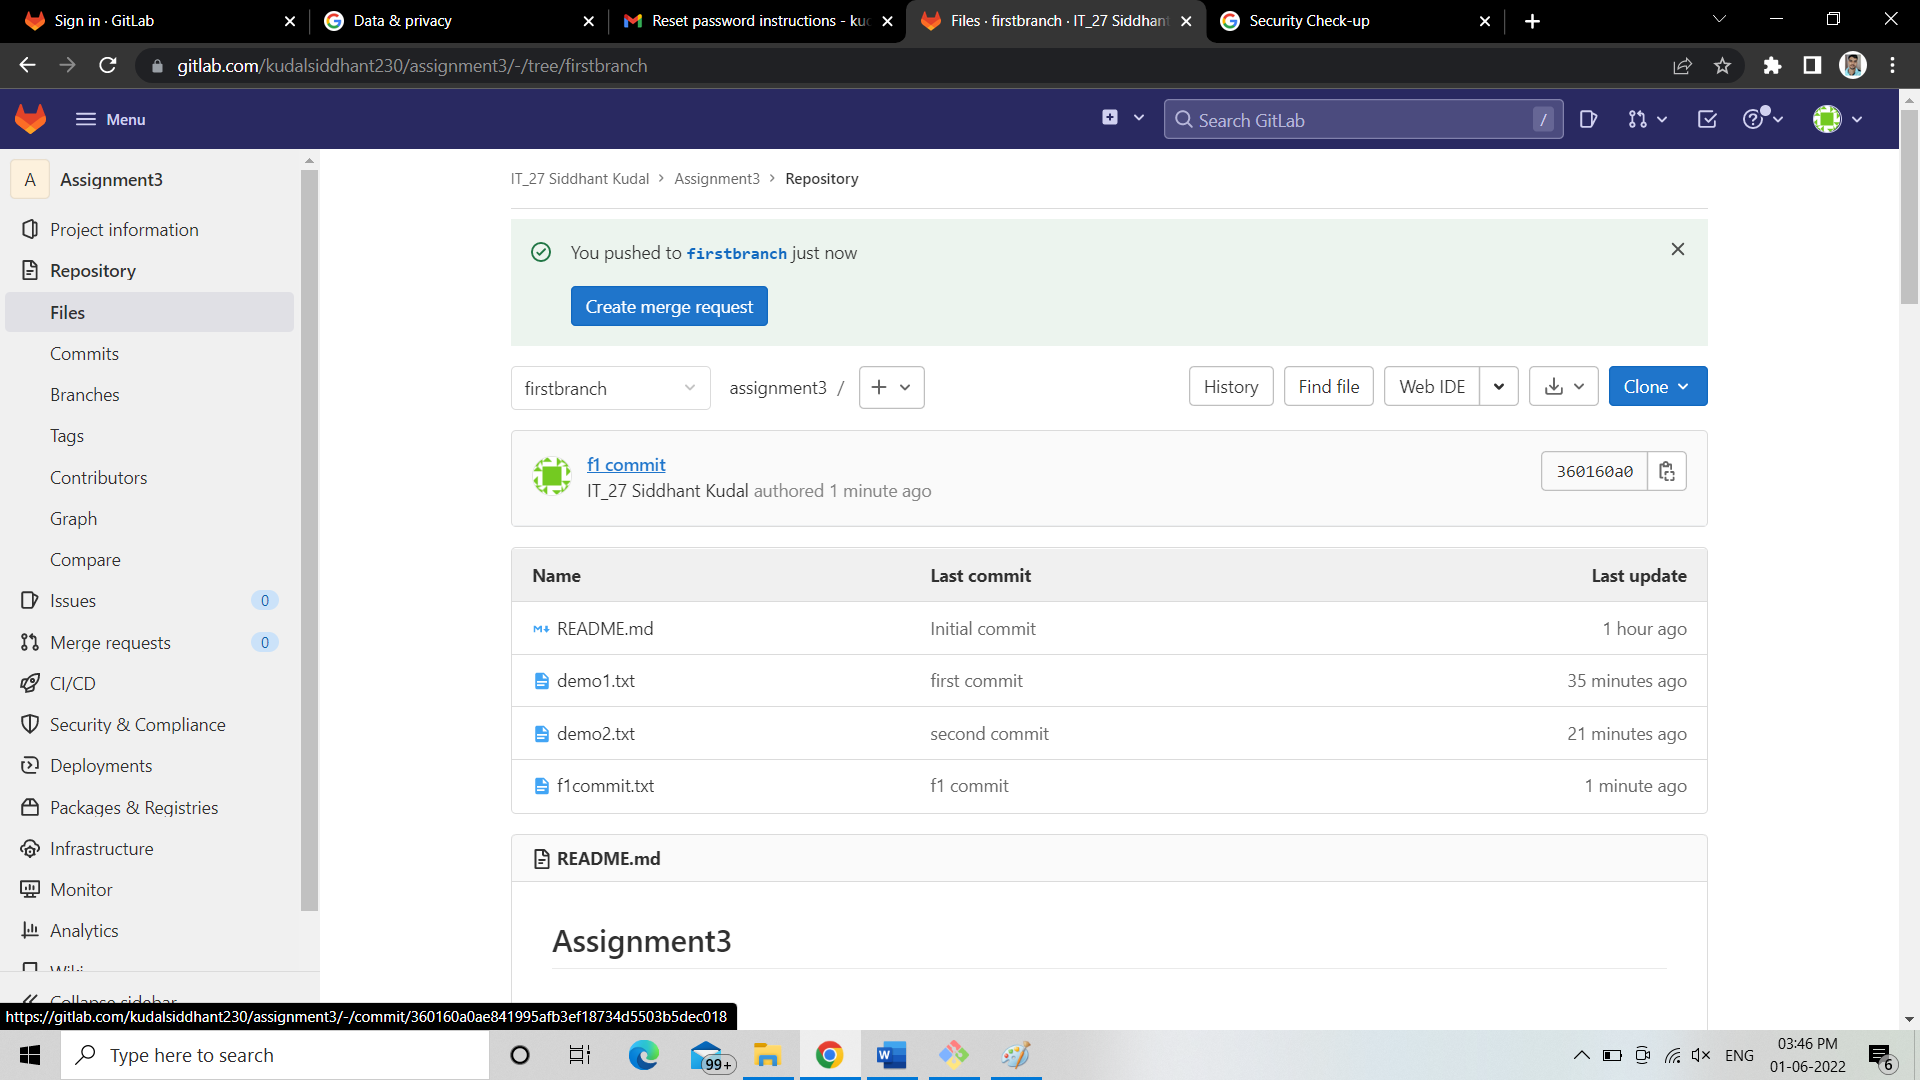 Sign in · GitLab
Data & privacy
Reset password instructions - kud
Files · firstbranch · IT_27 Siddhant
Security Check-up
gitlab.com/kudalsiddhant230/assignment3/-/tree/firstbranch
Menu
Search GitLab
/
A Assignment3
Project information
Repository
Files
Commits
Branches
Tags
Contributors
Graph
Compare
Issues 0
Merge requests 0
CI/CD
Security & Compliance
Deployments
Packages & Registries
Infrastructure
Monitor
Analytics
Wiki
Collapse sidebar
IT_27 Siddhant Kudal > Assignment3 > Repository
You pushed to firstbranch just now
Create merge request
firstbranch
assignment3 /
History
Find file
Web IDE
Clone
f1 commit
IT_27 Siddhant Kudal authored 1 minute ago
360160a0
Name Last commit Last update
README.md Initial commit 1 hour ago
demo1.txt first commit 35 minutes ago
demo2.txt second commit 21 minutes ago
f1commit.txt f1 commit 1 minute ago
README.md
Assignment3
https://gitlab.com/kudalsiddhant230/assignment3/-/commit/360160a0ae841995afb3ef18734d5503b5dec018
Type here to search
99+
ENG
03:46 PM
01-06-2022
6